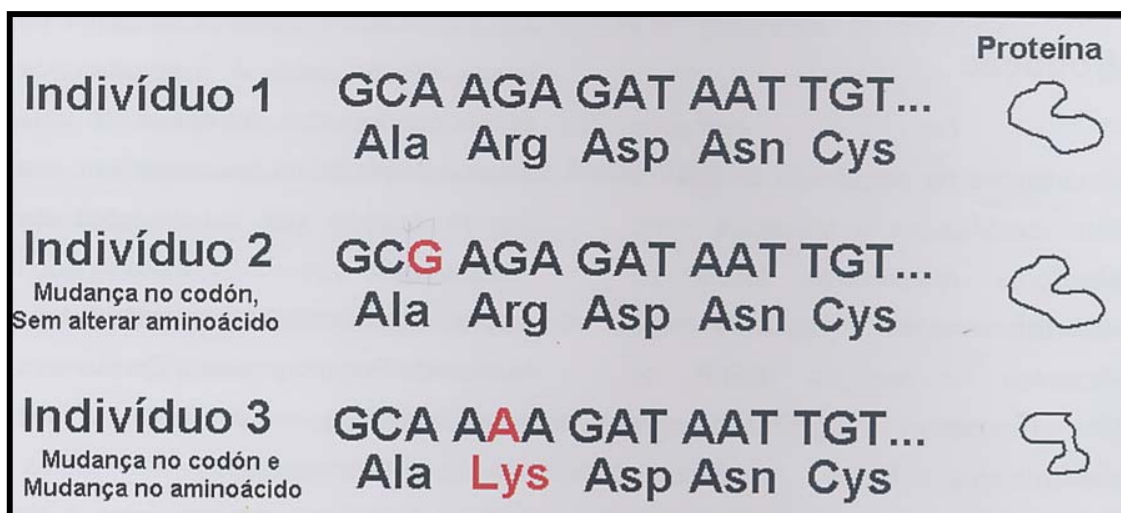 Proteína
Indivíduo 1 GCA AGA GAT AAT TGT...
Ala Arg Asp Asn Cys
Indivíduo 2 GCG AGA GAT AAT TGT...
Mudança no codón,
Sem alterar aminoácido
Ala Arg Asp Asn Cys
Indivíduo 3 GCA AAA GAT AAT TGT...
Mudança no codón e
Mudança no aminoácido
Ala Lys Asp Asn Cys